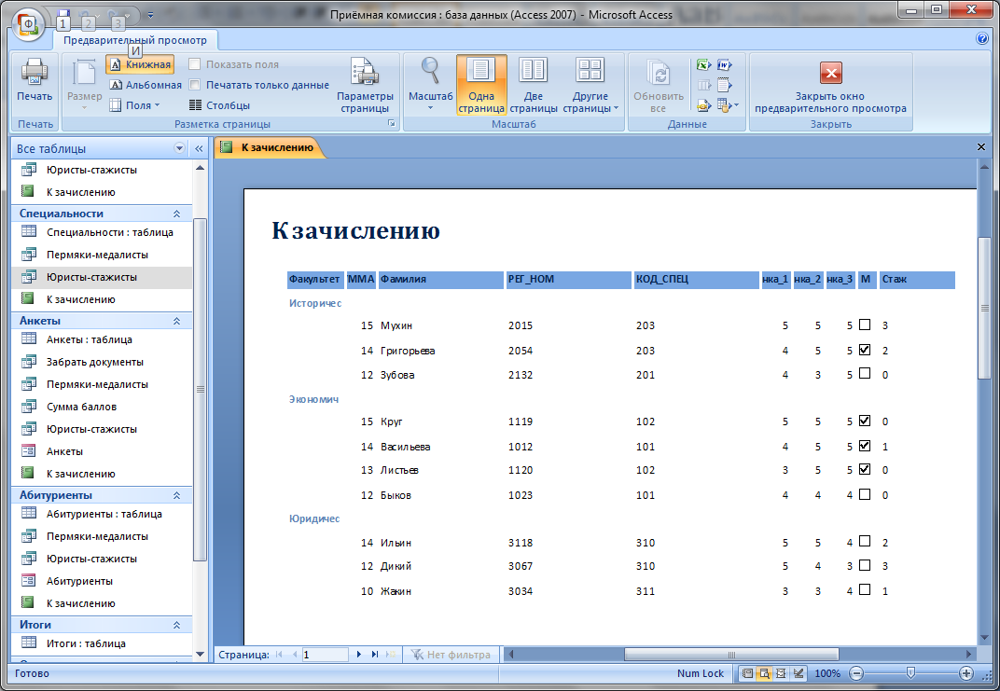 Приёмная комиссия : база данных (Access 2007) - Microsoft Access
Ф 1 2 3
Предварительный просмотр
И
Печать
Размер
Книжная
Альбомная
Поля
Показать поля
Печатать только данные
Столбцы
Параметры страницы
Масштаб
Одна страница
Две страницы
Другие страницы
Обновить все
Закрыть окно предварительного просмотра
Печать Разметка страницы Масштаб Данные Закрыть
Все таблицы «
Юристы-стажисты
К зачислению
Специальности
Специальности : таблица
Пермяки-медалисты
Юристы-стажисты
К зачислению
Анкеты
Анкеты : таблица
Забрать документы
Пермяки-медалисты
Сумма баллов
Юристы-стажисты
Анкеты
К зачислению
Абитуриенты
Абитуриенты : таблица
Пермяки-медалисты
Юристы-стажисты
Абитуриенты
К зачислению
Итоги
Итоги : таблица
К зачислению
К зачислению
Факультет ММА Фамилия РЕГ_НОМ КОД_СПЕЦ нка_1 нка_2 нка_3 М Стаж
Историчес
15 Мухин 2015 203 5 5 5 3
14 Григорьева 2054 203 4 5 5 2
12 Зубова 2132 201 4 3 5 0
Экономич
15 Круг 1119 102 5 5 5 0
14 Васильева 1012 101 4 5 5 1
13 Листьев 1120 102 3 5 5 0
12 Быков 1023 101 4 4 4 0
Юридичес
14 Ильин 3118 310 5 5 4 2
12 Дикий 3067 310 5 4 3 3
10 Жакин 3034 311 3 3 4 1
Страница: 1 Нет фильтра
Готово Num Lock 100%